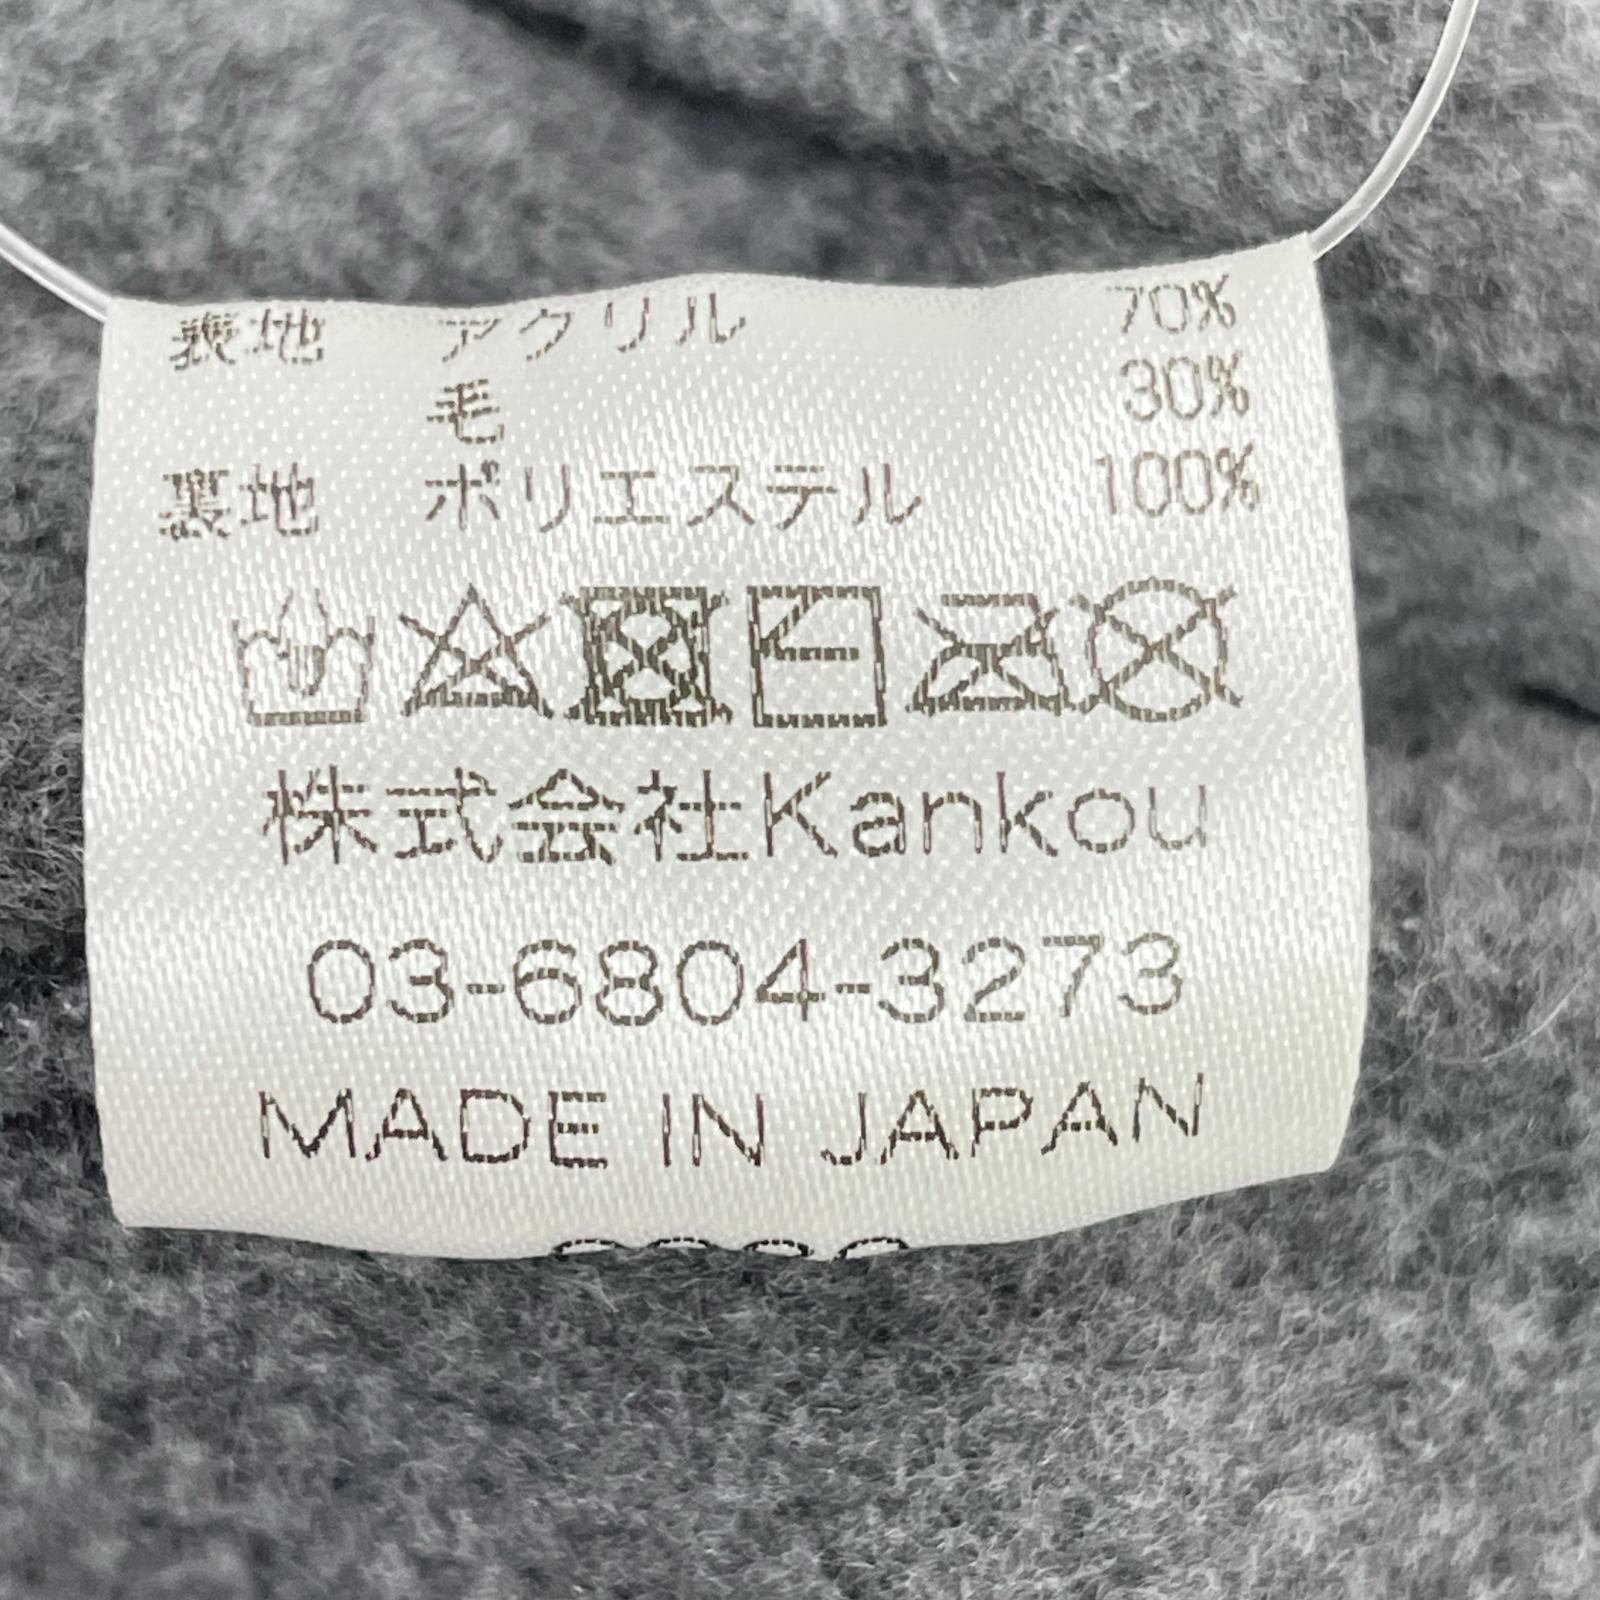 表地 アクリル 70%
毛 30%
裏地 ポリエステル 100%
株式会社Kankou
03-6804-3273
MADE IN JAPAN